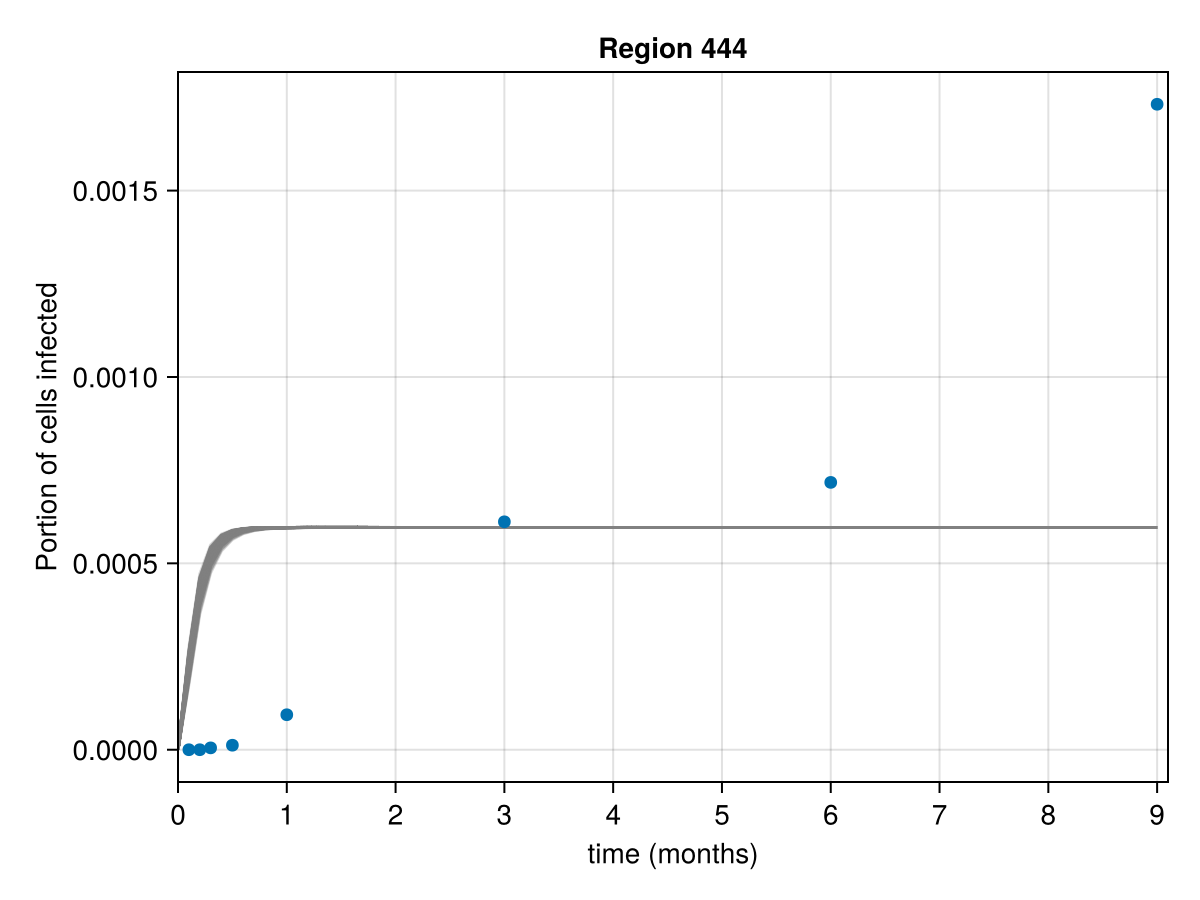 Region 444
Portion of cells infected
0.0015
0.0010
0.0005
0.0000
0 1 2 3 4 5 6 7 8 9
time (months)